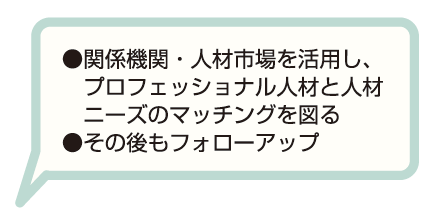 ●関係機関・人材市場を活用し、
プロフェッショナル人材と人材
ニーズのマッチングを図る
●その後もフォローアップ